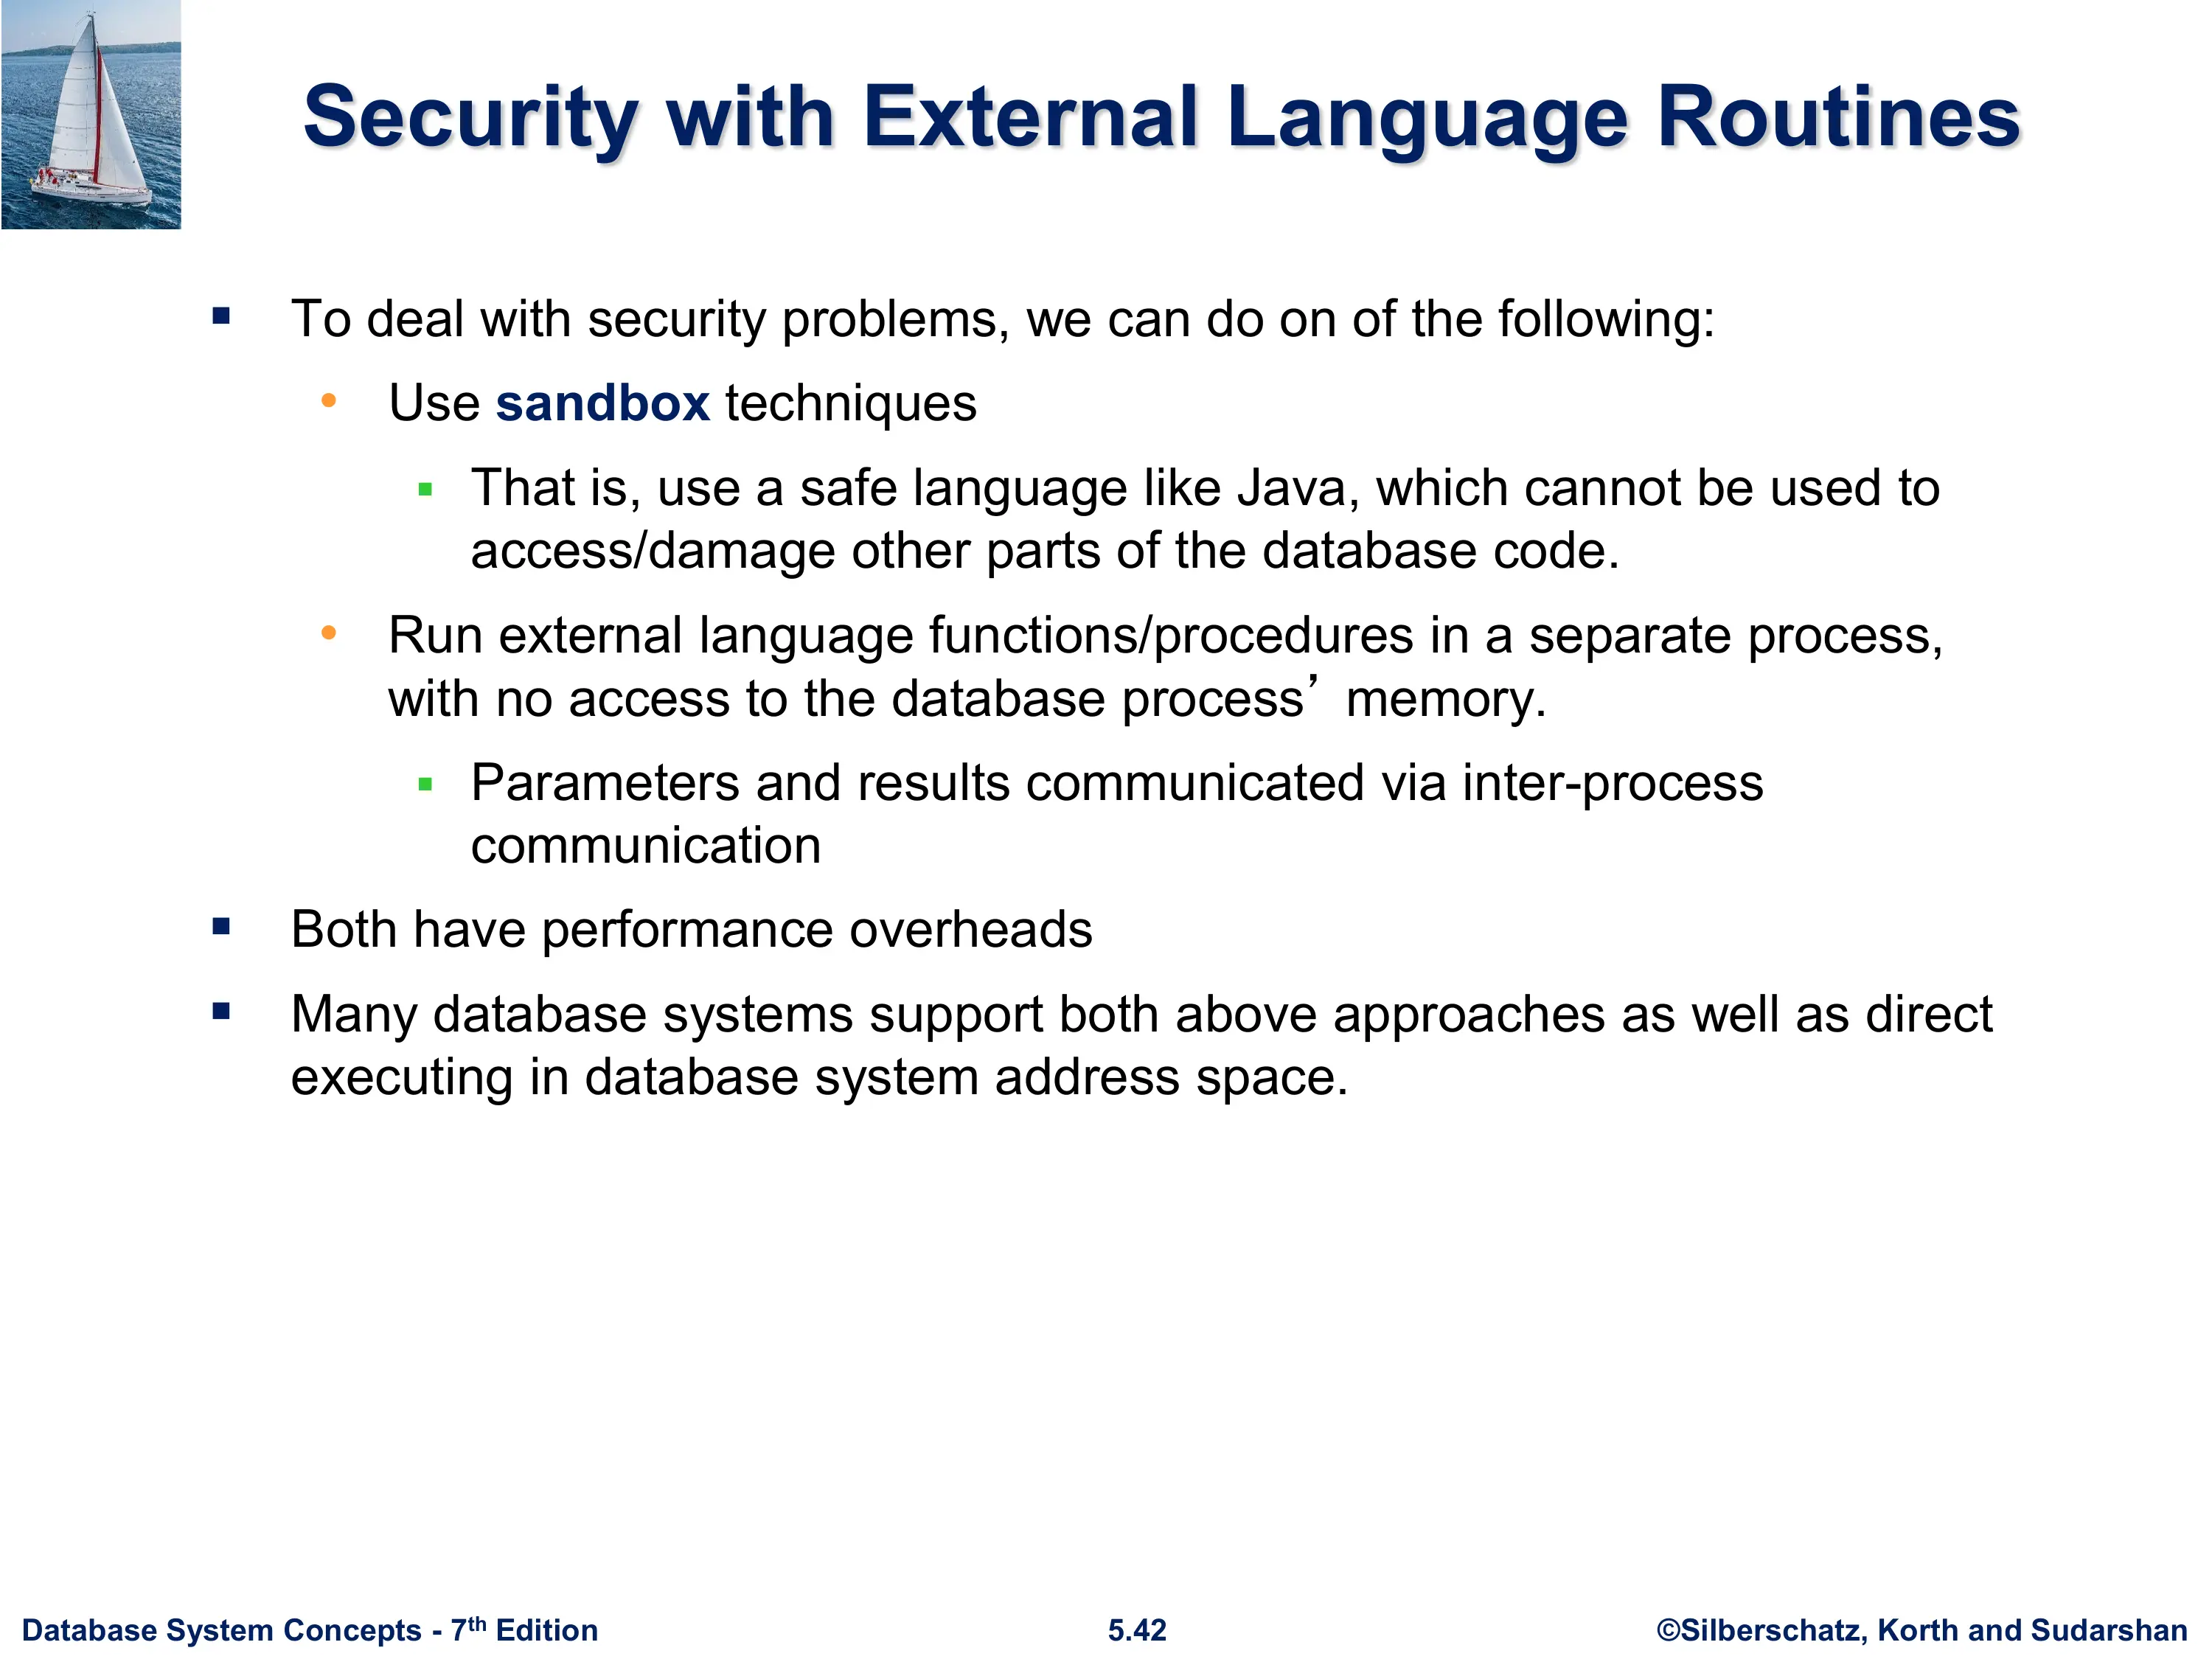 Security with External Language Routines
▪ To deal with security problems, we can do on of the following:
• Use sandbox techniques
▪ That is, use a safe language like Java, which cannot be used to
access/damage other parts of the database code.
• Run external language functions/procedures in a separate process,
with no access to the database process’ memory.
▪ Parameters and results communicated via inter-process
communication
▪ Both have performance overheads
▪ Many database systems support both above approaches as well as direct
executing in database system address space.
Database System Concepts - 7th Edition 5.42 ©Silberschatz, Korth and Sudarshan